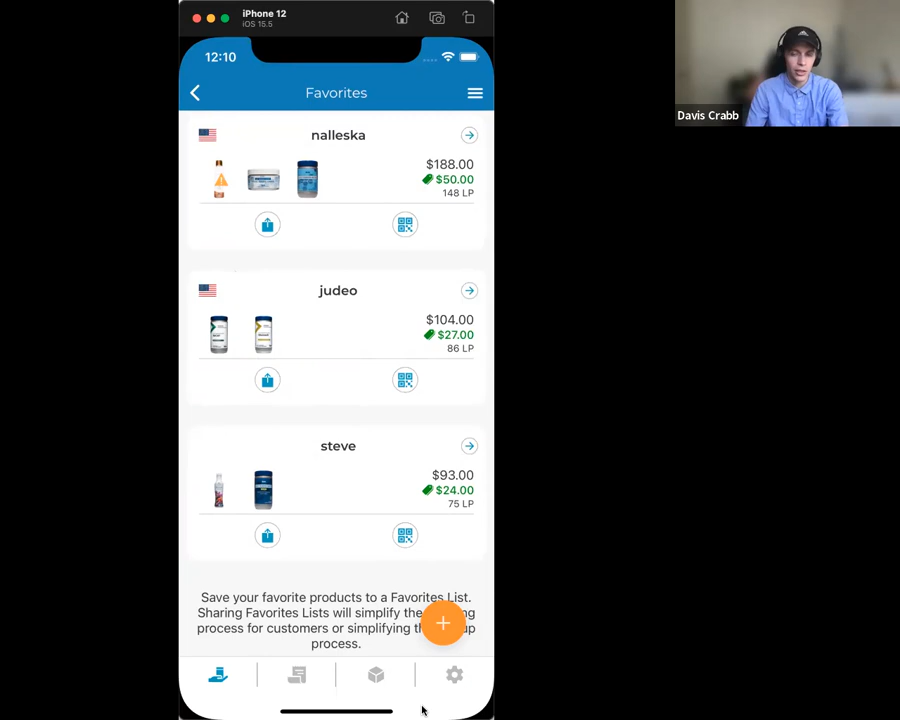 iPhone 12
iOS 15.5
12:10
Favorites
nalleska
$188.00
$50.00
148 LP
judeo
$104.00
$27.00
86 LP
steve
$93.00
$24.00
75 LP
Save your favorite products to a Favorites List.
Sharing Favorites Lists will simplify the
process for customers or simplifying
process.
Davis Crabb